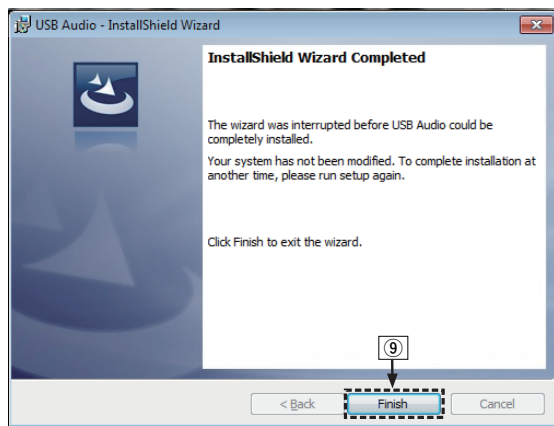 USB Audio - InstallShield Wizard
InstallShield Wizard Completed
The wizard was interrupted before USB Audio could be
completely installed.
Your system has not been modified. To complete installation at
another time, please run setup again.
Click Finish to exit the wizard.
⑨
< Back
Finish
Cancel